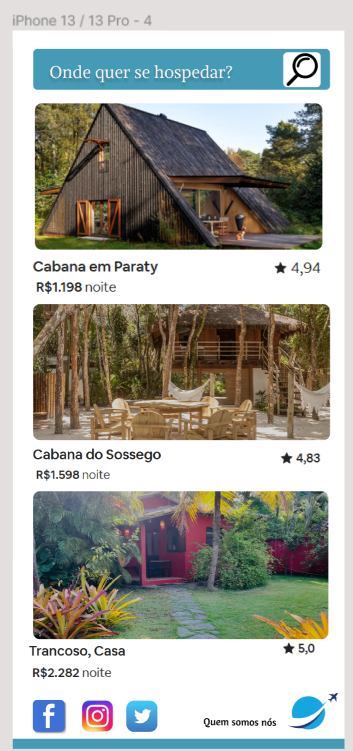 iPhone 13 / 13 Pro - 4
Onde quer se hospedar?
Cabana em Paraty
4,94
R$1.198 noite
Cabana do Sossego
4,83
R$1.598 noite
Trancoso, Casa
5,0
R$2.282 noite
Quem somos nós